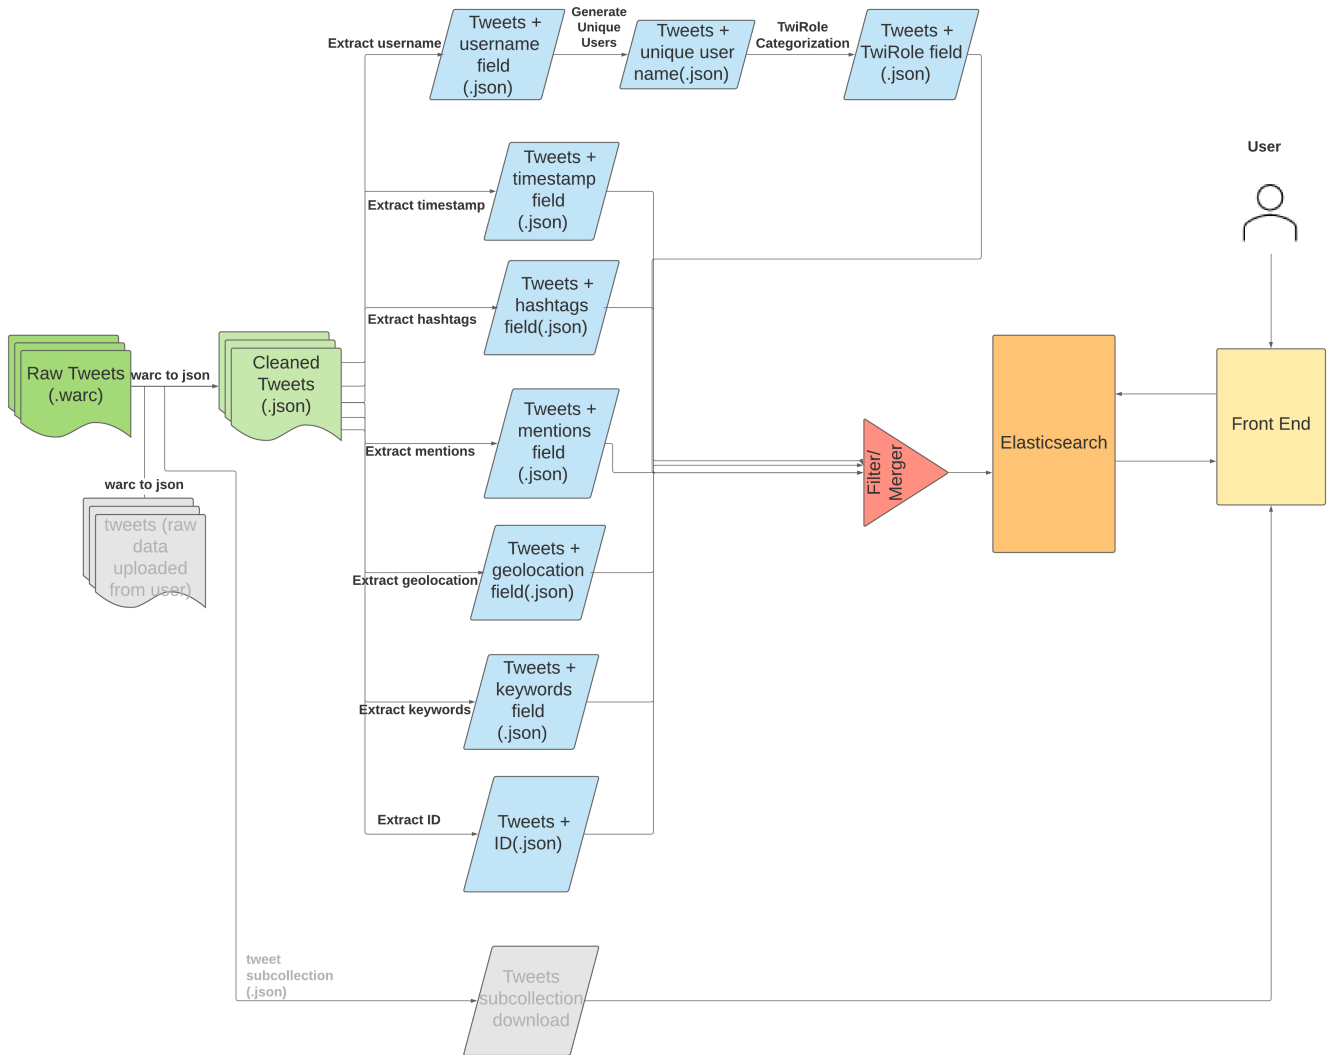 Extract username
Tweets +
username
field
(.json)
Generate
Unique
Users
Tweets +
unique user
name(.json)
TwiRole
Categorization
Tweets +
TwiRole field
(.json)
User
Extract timestamp
Tweets +
timestamp
field
(.json)
Extract hashtags
Tweets +
hashtags
field(.json)
Raw Tweets
(.warc)
warc to json
Cleaned
Tweets
(.json)
Extract mentions
Tweets +
mentions
field
(.json)
Filter/
Merger
Elasticsearch
Front End
warc to json
tweets (raw
data
uploaded
from user)
Extract geolocation
Tweets +
geolocation
field(.json)
Extract keywords
Tweets +
keywords
field
(.json)
Extract ID
Tweets +
ID(.json)
tweet
subcollection
(.json)
Tweets
subcollection
download